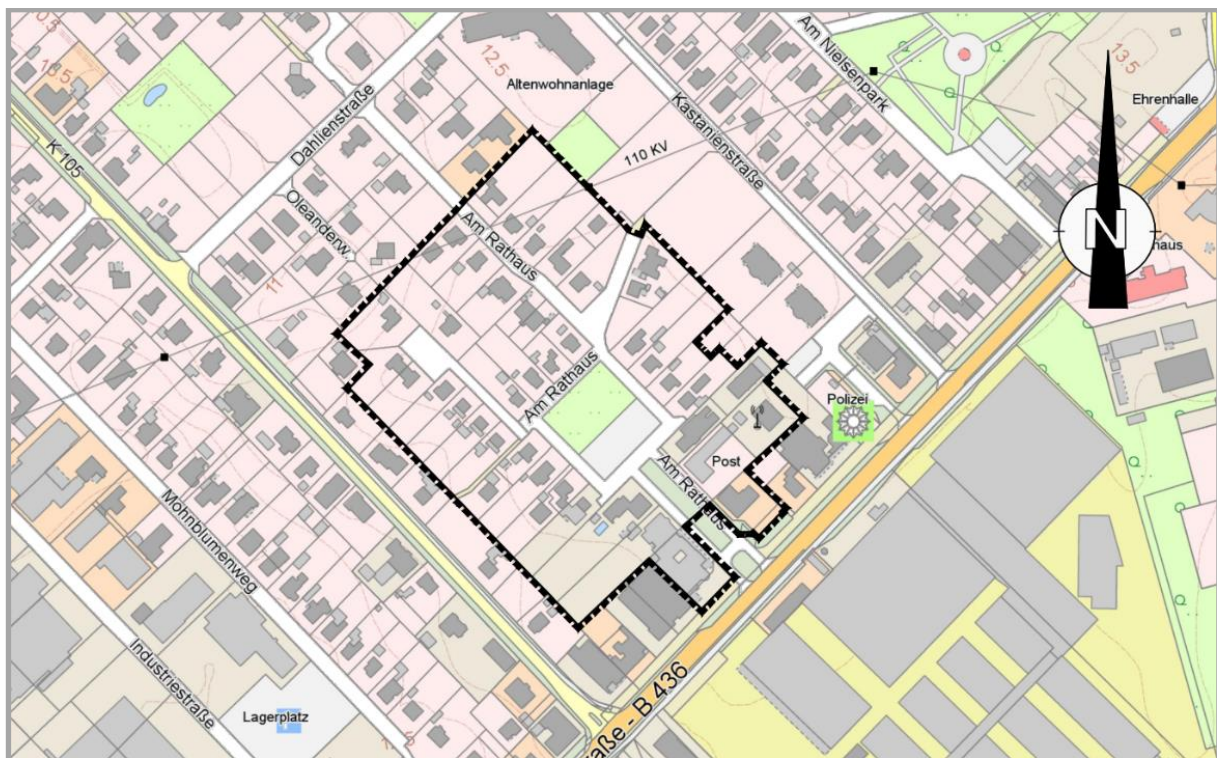 Am Nielsenpark
13.5
Ehrenhalle
12.5
Altenwohnanlage
Kastanienstraße
Dahlienstraße
K 105
110 KV
N
Oleanderw.
Am Rathaus
11
Am Rathaus
Polizei
Post
Am Rathaus
Mohnblumenweg
Industriestraße
Lagerplatz
B 436